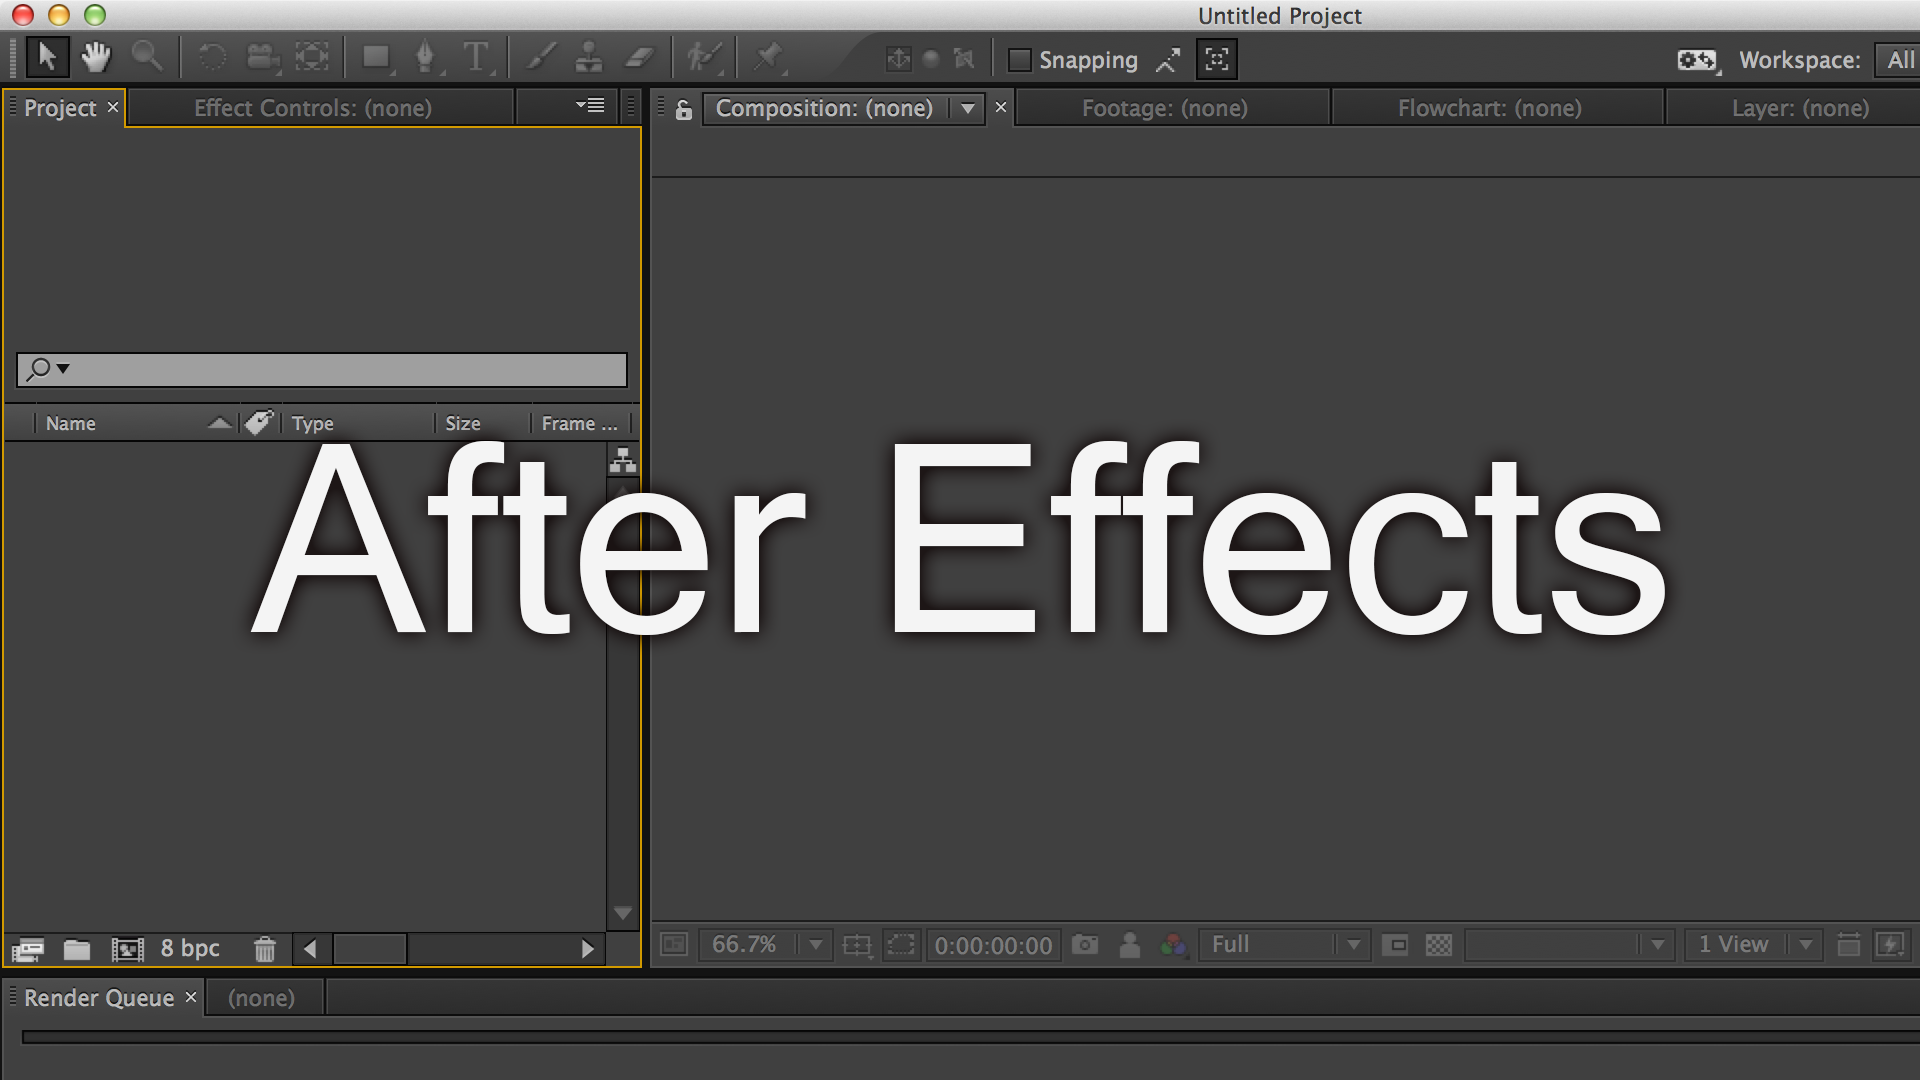 Untitled Project
Snapping
Workspace: All
Project × Effect Controls: (none)
Composition: (none) × Footage: (none) Flowchart: (none) Layer: (none)
Name Type Size Frame ...
After Effects
8 bpc
66.7% 0:00:00:00 Full 1 View
Render Queue × (none)